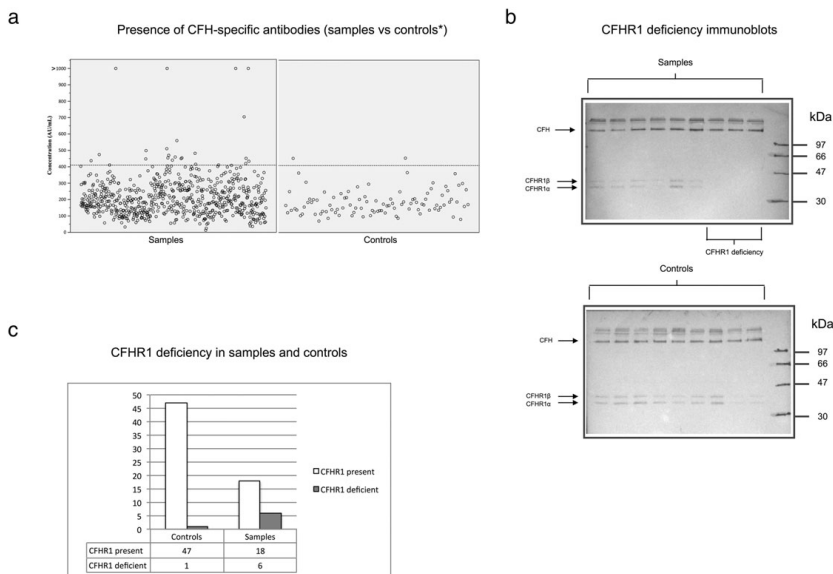 a
Presence of CFH-specific antibodies (samples vs controls*)
Concentration (AU/mL)
>1000
900
800
700
600
500
400
300
200
100
0
Samples
Controls
b
CFHR1 deficiency immunoblots
Samples
kDa
CFH
97
66
47
CFHR1β
CFHR1α
30
CFHR1 deficiency
Controls
kDa
CFH
97
66
47
CFHR1β
CFHR1α
30
c
CFHR1 deficiency in samples and controls
50
45
40
35
30
25
20
15
10
5
0
CFHR1 present
CFHR1 deficient
Controls Samples
CFHR1 present 47 18
CFHR1 deficient 1 6